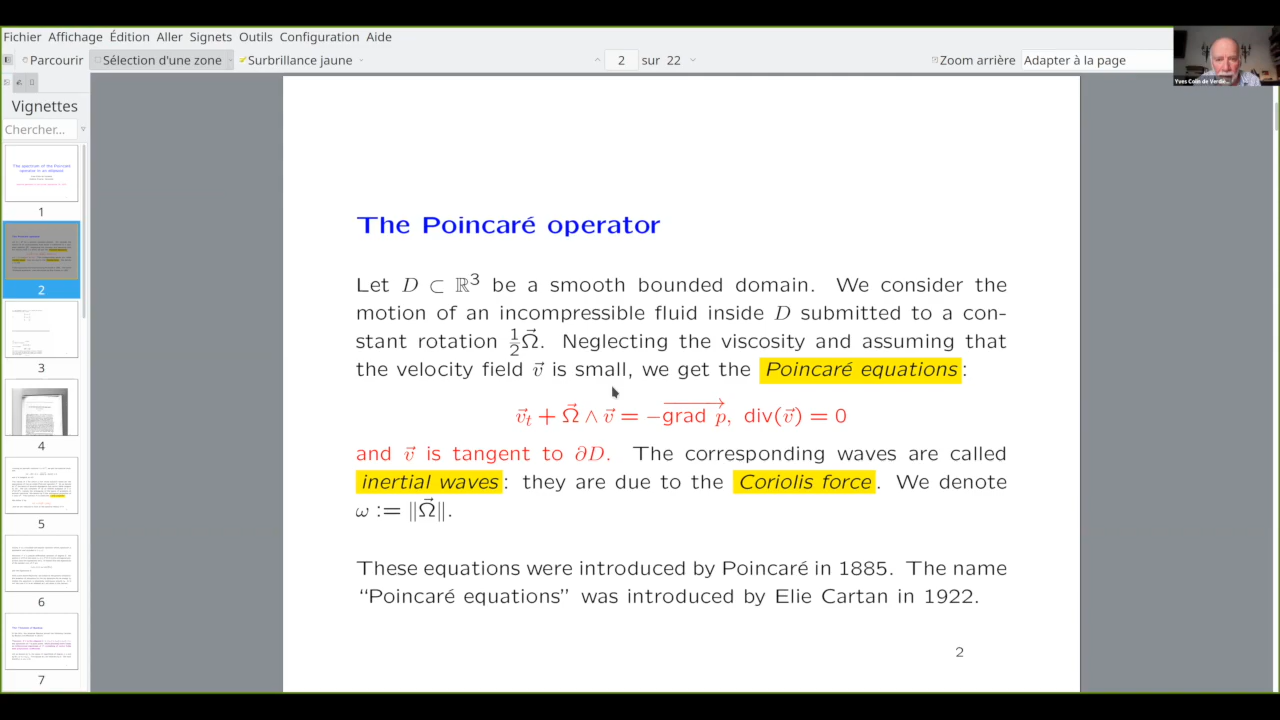 Fichier Affichage Édition Aller Signets Outils Configuration Aide
Parcourir Sélection d'une zone Surbrillance jaune 2 sur 22 Zoom arrière Adapter à la page
Yves Colin de Verdie...
Vignettes
Chercher...
1
2
3
4
5
6
7
The Poincaré operator
Let D ⊂ ℝ³ be a smooth bounded domain. We consider the
motion of an incompressible fluid inside D submitted to a con-
stant rotation ½Ω⃗. Neglecting the viscosity and assuming that
the velocity field v⃗ is small, we get the Poincaré equations:
v⃗ₜ + Ω⃗ ∧ v⃗ = −grad p, div(v⃗) = 0
and v⃗ is tangent to ∂D. The corresponding waves are called
inertial waves: they are due to the Coriolis force. We denote
ω := ‖Ω⃗‖.
These equations were introduced by Poincaré in 1885. The name
“Poincaré equations” was introduced by Elie Cartan in 1922.
2